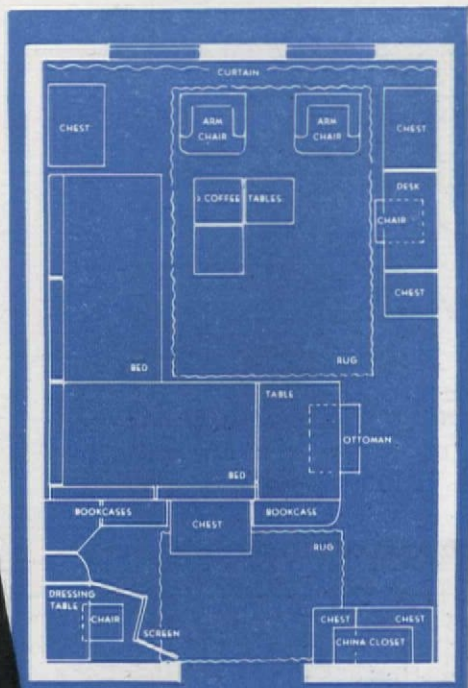 CURTAIN
CHEST
ARM
CHAIR
ARM
CHAIR
CHEST
COFFEE TABLES
DESK
CHAIR
CHEST
RUG
BED
TABLE
OTTOMAN
BED
BOOKCASES
CHEST
BOOKCASE
RUG
DRESSING
TABLE
CHAIR
SCREEN
CHEST
CHEST
CHINA CLOSET